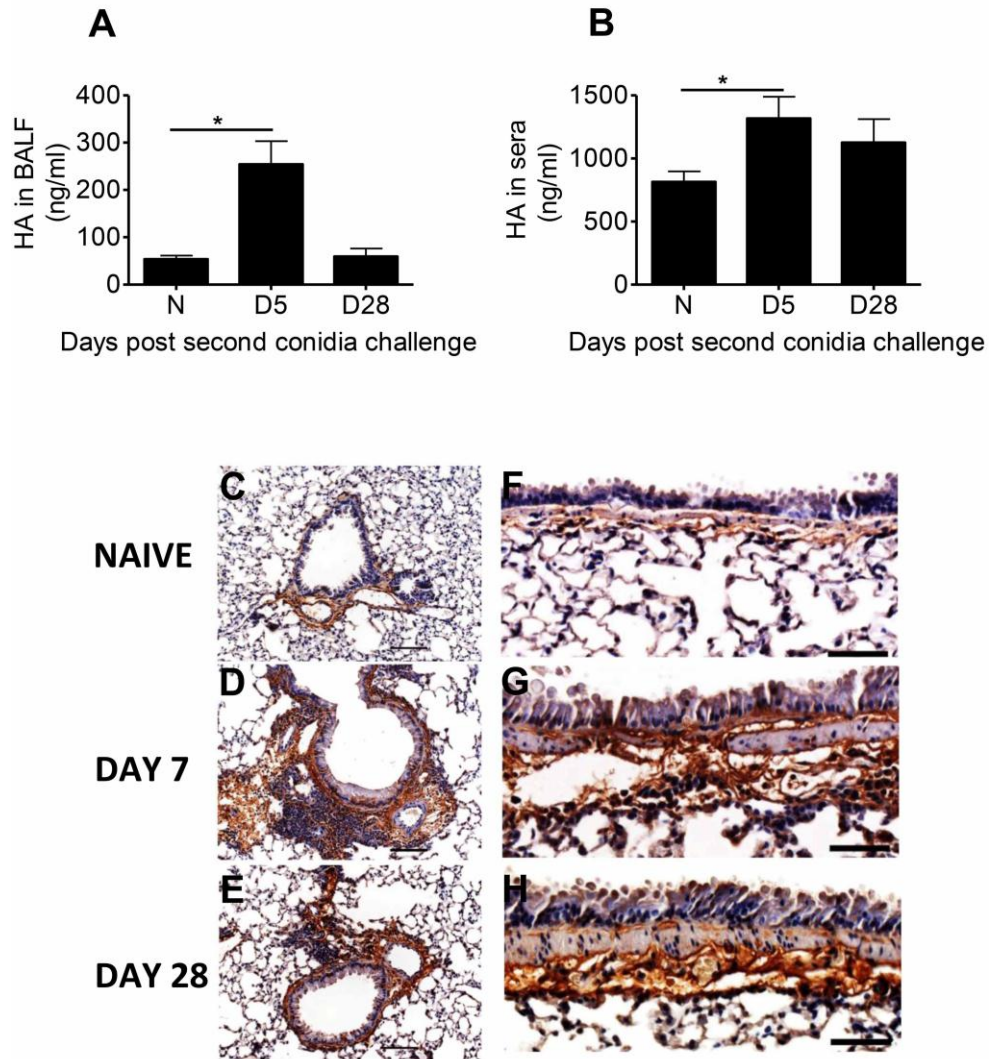 A
HA in BALF
(ng/ml)
400
300
200
100
0
*
N D5 D28
Days post second conidia challenge
B
HA in sera
(ng/ml)
1500
1000
500
0
*
N D5 D28
Days post second conidia challenge
NAIVE
C
F
DAY 7
D
G
DAY 28
E
H